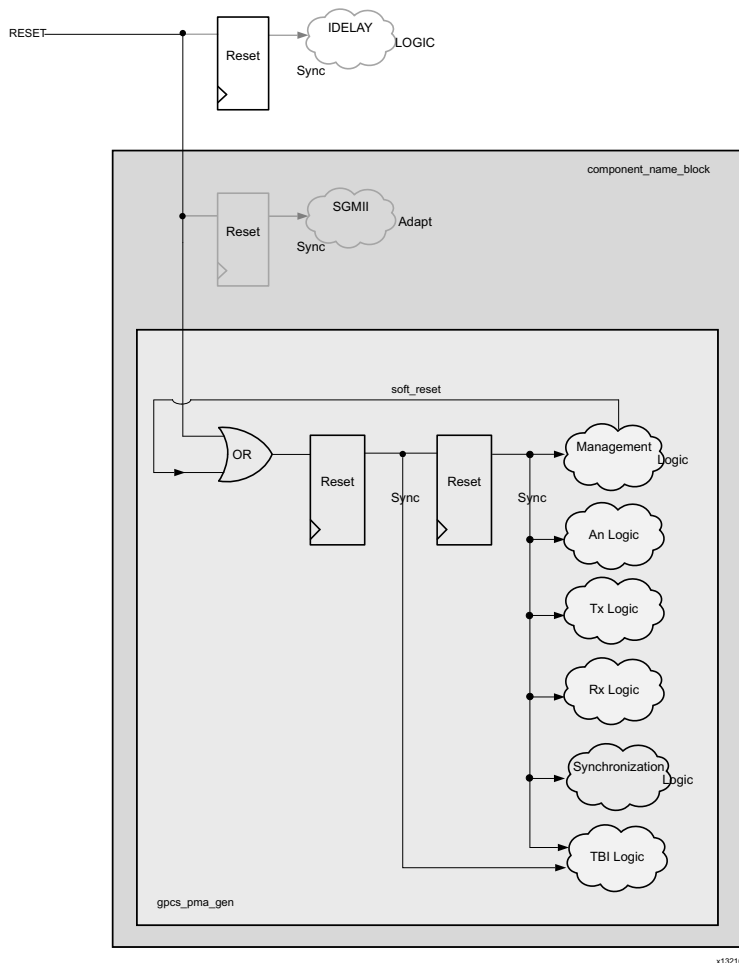 RESET
IDELAY
LOGIC
Reset
Sync
component_name_block
SGMII
Adapt
Reset
Sync
soft_reset
OR
Reset
Sync
Reset
Sync
Management
Logic
An Logic
Tx Logic
Rx Logic
Synchronization
Logic
TBI Logic
gpcs_pma_gen